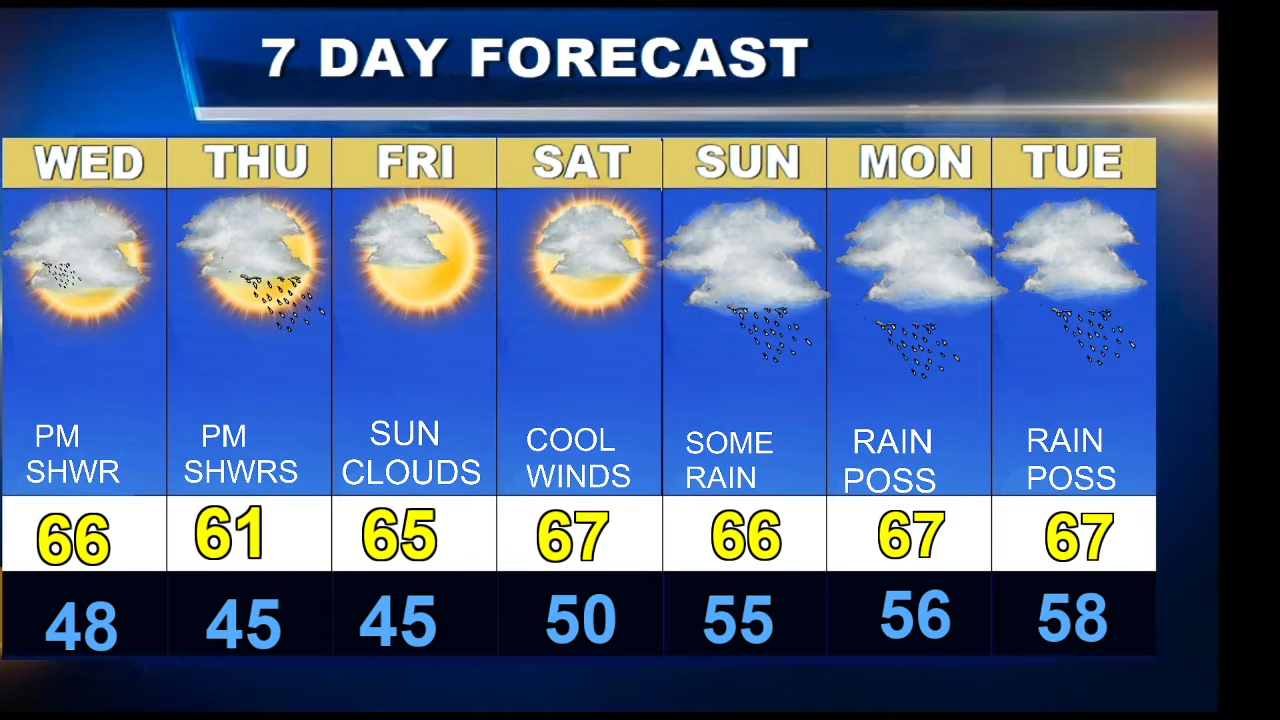 7 DAY FORECAST
WED THU FRI SAT SUN MON TUE
PM SHWR
PM SHWRS
SUN CLOUDS
COOL WINDS
SOME RAIN
RAIN POSS
RAIN POSS
66 61 65 67 66 67 67
48 45 45 50 55 56 58